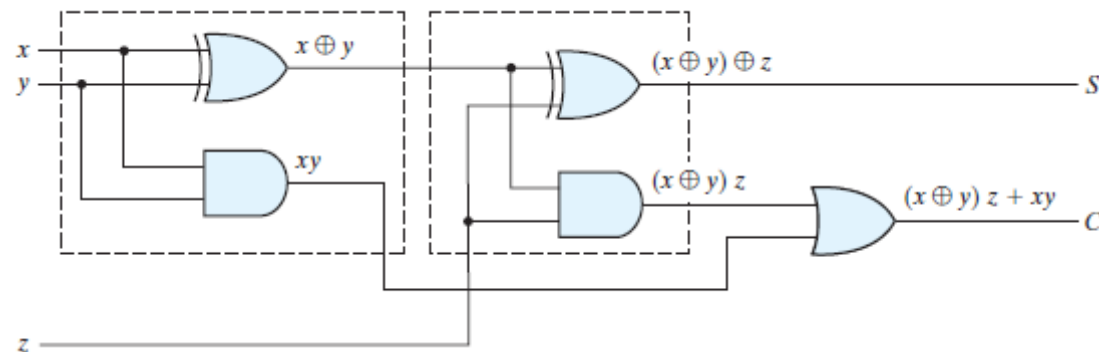 x
y
x ⊕ y
xy
(x ⊕ y) ⊕ z
S
(x ⊕ y) z
(x ⊕ y) z + xy
C
z